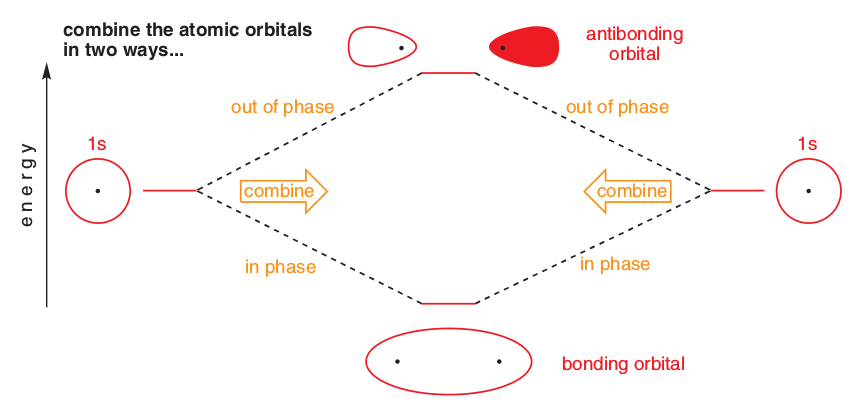 combine the atomic orbitals
in two ways...
antibonding
orbital
out of phase
out of phase
1s
1s
energy
combine
combine
in phase
in phase
bonding orbital